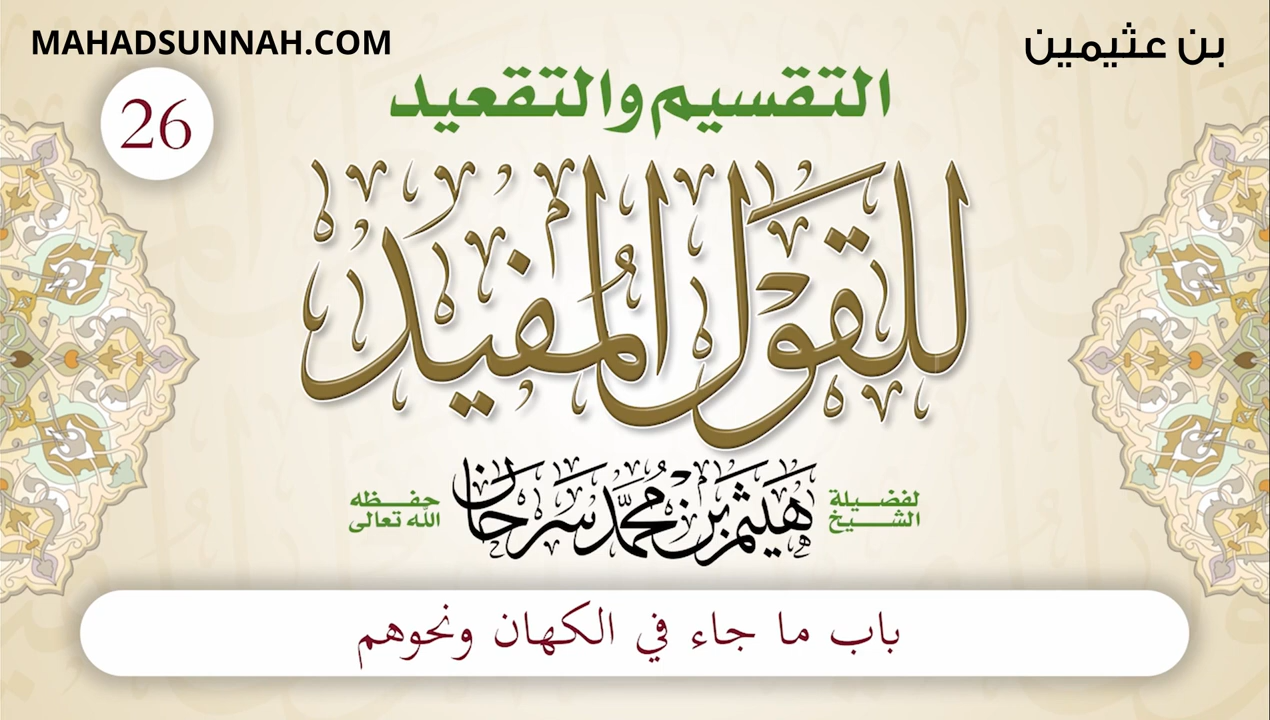 MAHADSUNNAH.COM
بن عثيمين
26
التقسيم والتقعيد
للقول المفيد
لفضيلة الشيخ
هيثم بن محمد سرحان
حفظه الله تعالى
باب ما جاء في الكهان ونحوهم